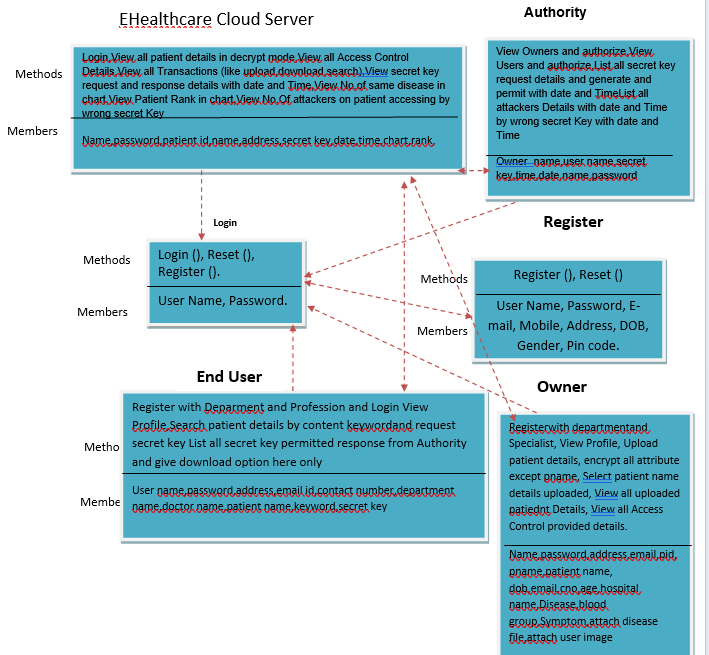 EHealthcare Cloud Server
Authority
Methods
Login,View all patient details in decrypt mode,View all Access Control
Details,View all Transactions (like upload,download,search),View secret key
request and response details with date and Time,View No.of same disease in
chart,View Patient Rank in chart,View No.Of attackers on patient accessing by
wrong secret Key
Members
Name,password,patient id,name,address,secret key,date,time,chart,rank,
View Owners and authorize,View
Users and authorize,List all secret key
request details and generate and
permit with date and TimeList all
attackers Details with date and Time
by wrong secret Key with date and
Time
Owner name,user name,secret
key,time,date,name,password
Login
Methods
Login (), Reset (),
Register ().
Members
User Name, Password.
Register
Methods
Register (), Reset ()
Members
User Name, Password, E-
mail, Mobile, Address, DOB,
Gender, Pin code.
End User
Metho
Register with Deparment and Profession and Login View
Profile,Search patient details by content keywordand request
secret key List all secret key permitted response from Authority
and give download option here only
Membe
User name,password,address,email id,contact number,department
name,doctor name,patient name,keyword,secret key
Owner
Registerwith departmentand,
Specialist, View Profile, Upload
patient details, encrypt all attribute
except pname, Select patient name
details uploaded, View all uploaded
patiednt Details, View all Access
Control provided details.
Name,password,address,email,pid,
pname,patient name,
dob,email,cno,age,hospital
name,Disease,blood
group,Symptom,attach disease
file,attach user image